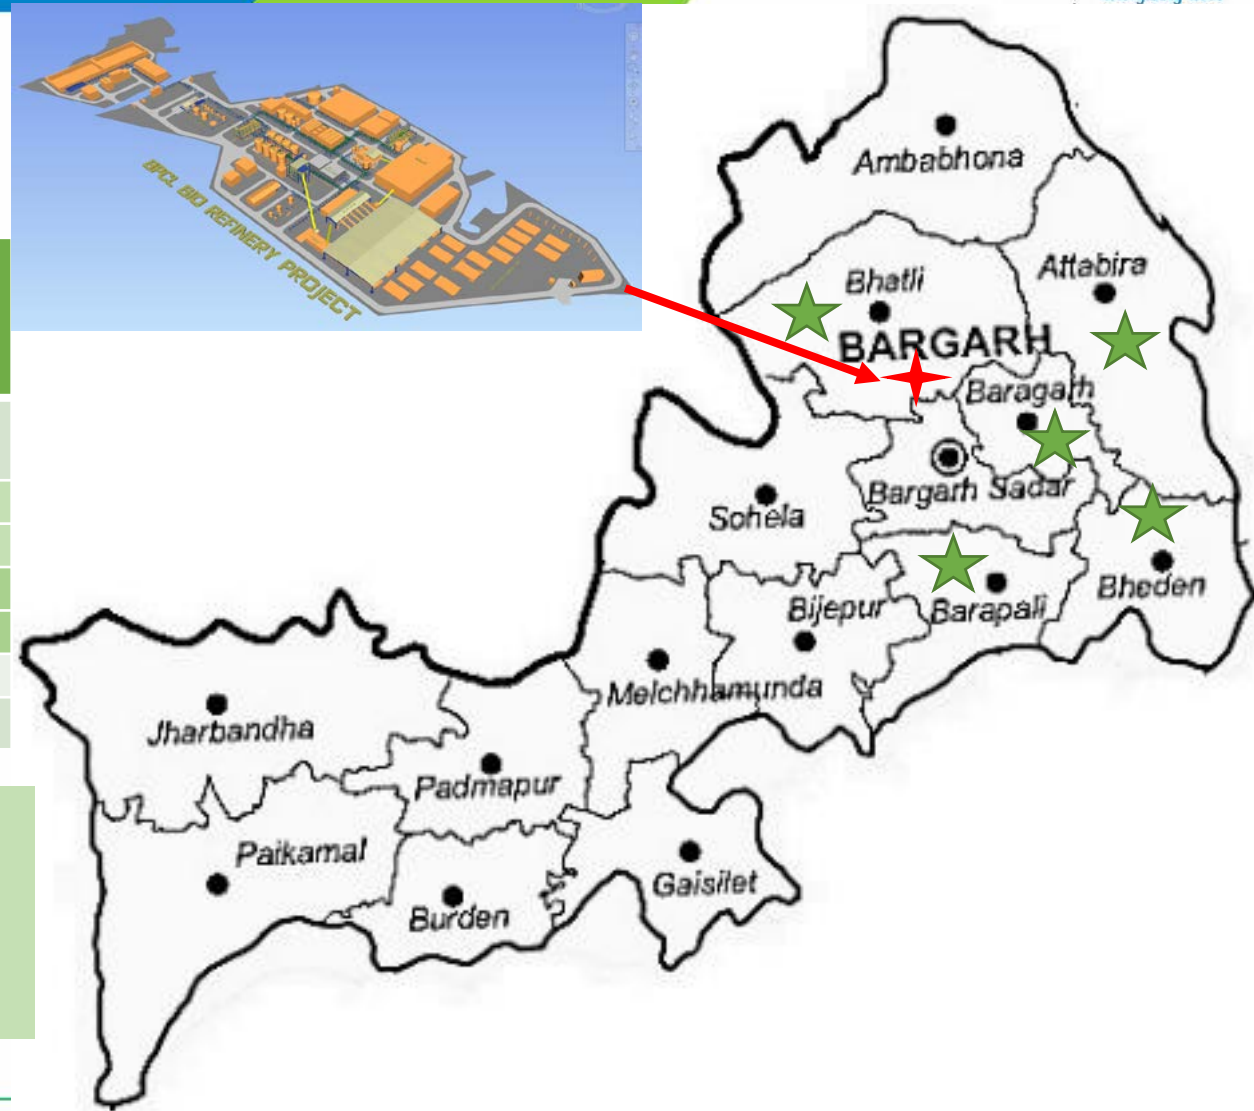 BPCL BIO REFINERY PROJECT
Ambabhona
Attabira
Bhatli
BARGARH
Baragarh
Bargarh Sadar
Sohela
Bheden
Bijepur
Barapali
Melchhamunda
Jharbandha
Padmapur
Paikamal
Gaisilet
Burden